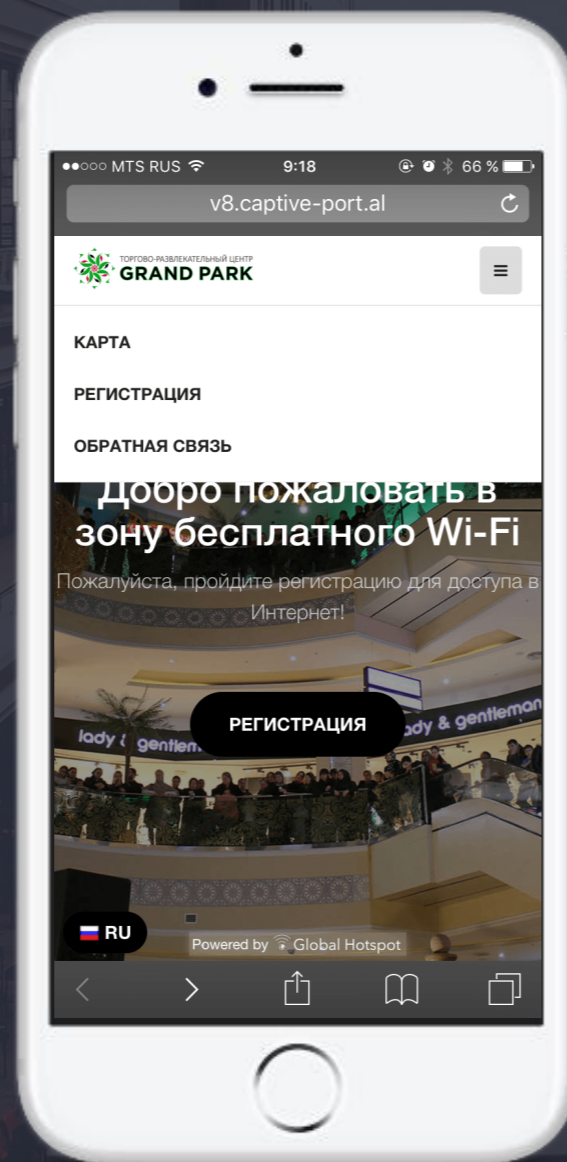 MTS RUS 9:18 66 %
v8.captive-port.al
ТОРГОВО-РАЗВЛЕКАТЕЛЬНЫЙ ЦЕНТР
GRAND PARK
КАРТА
РЕГИСТРАЦИЯ
ОБРАТНАЯ СВЯЗЬ
Добро пожаловать в
зону бесплатного Wi-Fi
Пожалуйста, пройдите регистрацию для доступа в
Интернет!
РЕГИСТРАЦИЯ
lady & gentlem
ady & gentleman
RU
Powered by Global Hotspot